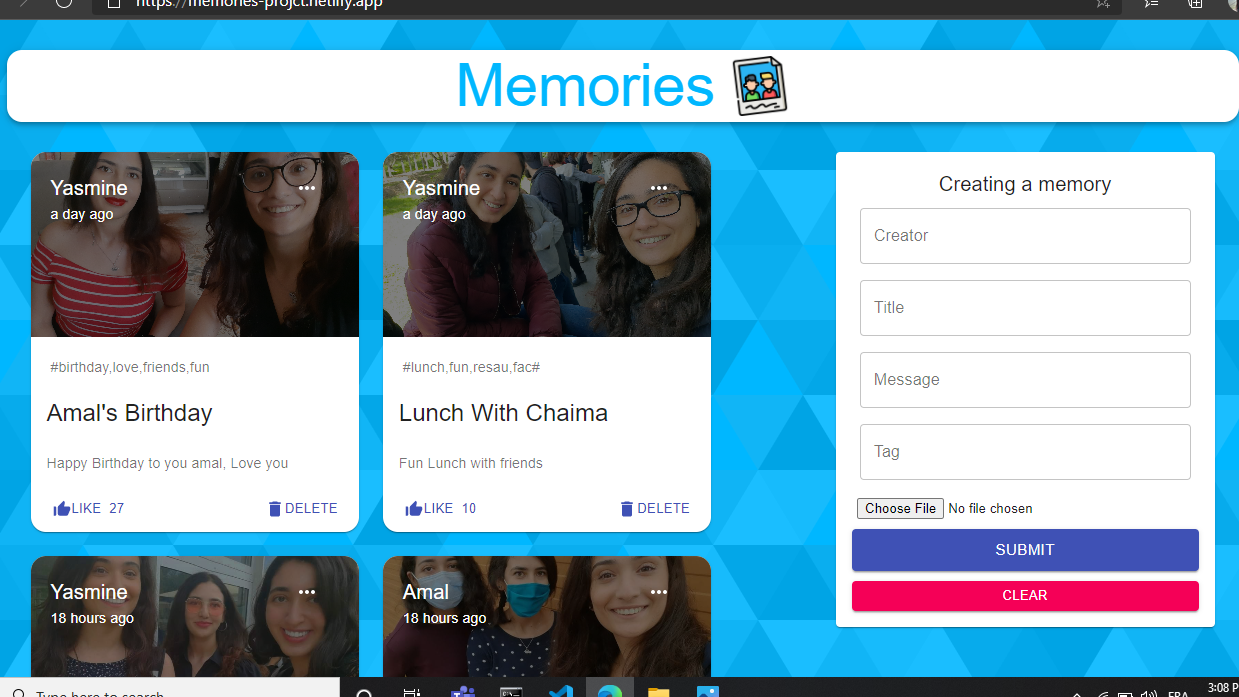 https://memories-projct.netlify.app
Memories
Yasmine
a day ago
#birthday,love,friends,fun
Amal's Birthday
Happy Birthday to you amal, Love you
LIKE 27
DELETE
Yasmine
a day ago
#lunch,fun,resau,fac#
Lunch With Chaima
Fun Lunch with friends
LIKE 10
DELETE
Yasmine
18 hours ago
Amal
18 hours ago
Creating a memory
Creator
Title
Message
Tag
Choose File No file chosen
SUBMIT
CLEAR
Type here to search
FRA
3:08 P